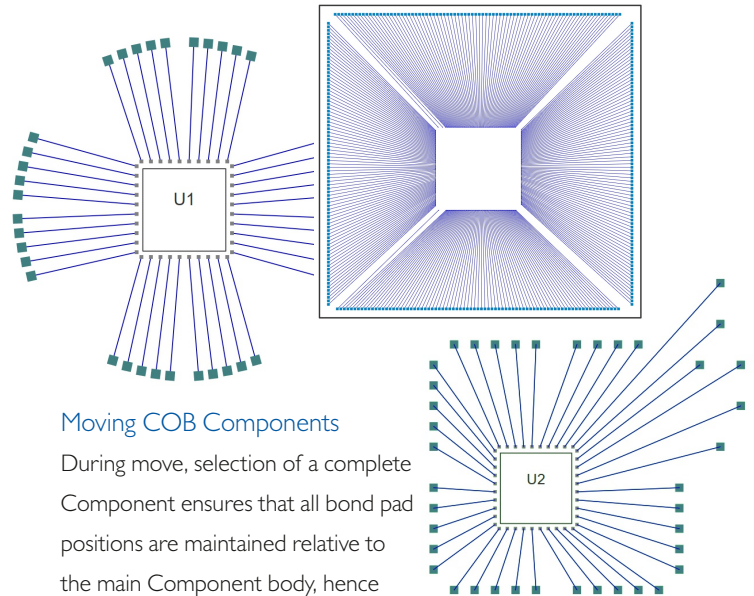 U1
U2
Moving COB Components
During move, selection of a complete
Component ensures that all bond pad
positions are maintained relative to
the main Component body, hence